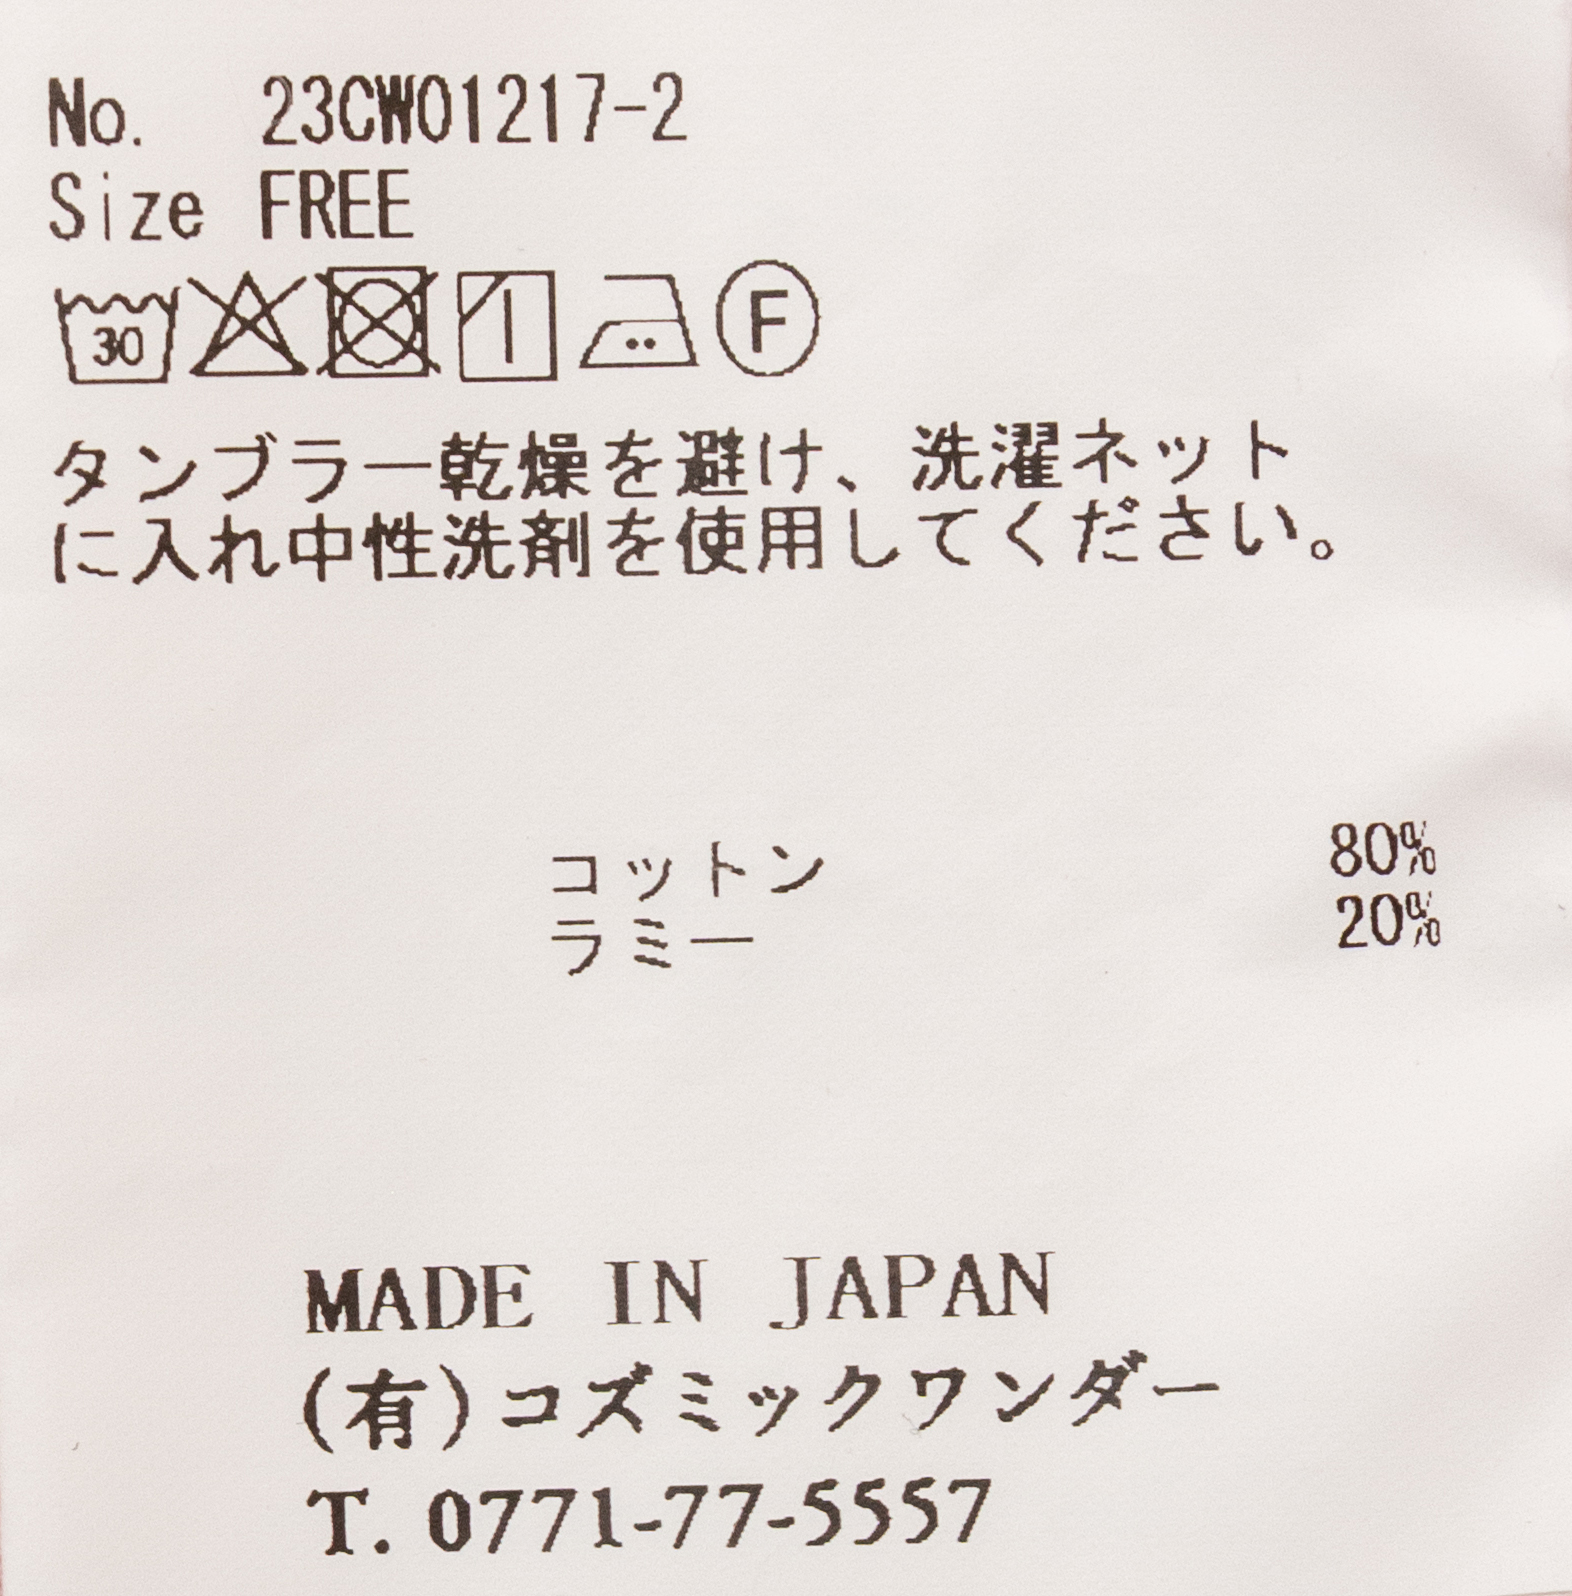 No. 23CW01217-2
Size FREE
30 F
タンブラー乾燥を避け、洗濯ネット
に入れ中性洗剤を使用してください。
コットン 80%
ラミー 20%
MADE IN JAPAN
(有)コズミックワンダー
T. 0771-77-5557